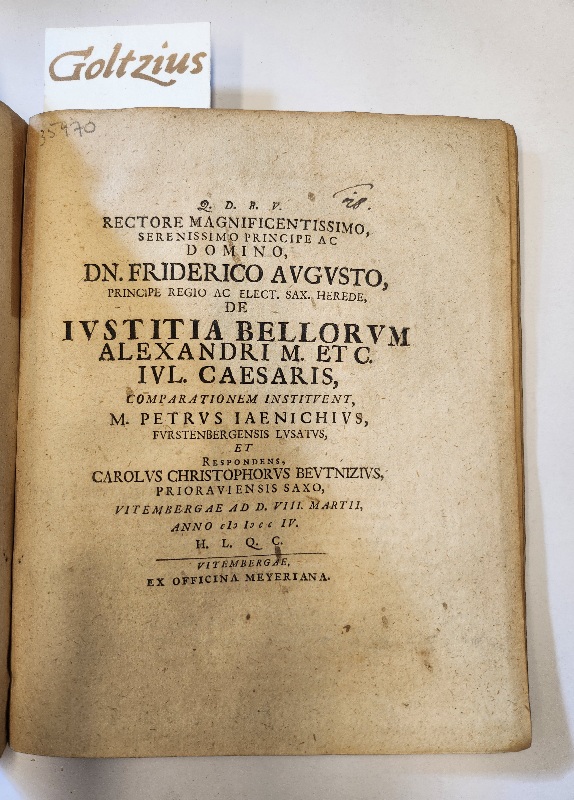 Goltzius
35470
Q. D. B. V.
RECTORE MAGNIFICENTISSIMO,
SERENISSIMO PRINCIPE AC
DOMINO,
DN. FRIDERICO AVGVSTO,
PRINCIPE REGIO AC ELECT. SAX. HEREDE,
DE
IVSTITIA BELLORVM
ALEXANDRI M. ET C.
IVL. CAESARIS,
COMPARATIONEM INSTITVENT,
M. PETRVS IAENICHIVS,
FVRSTENBERGENSIS LVSATVS,
ET
RESPONDENS,
CAROLVS CHRISTOPHORVS BEVTNIZIVS,
PRIORAVIENSIS SAXO,
VITEMBERGAE AD D. VIII. MARTII,
ANNO cIↄ Iↄcc IV.
H. L. Q. C.
VITEMBERGAE,
EX OFFICINA MEYERIANA.